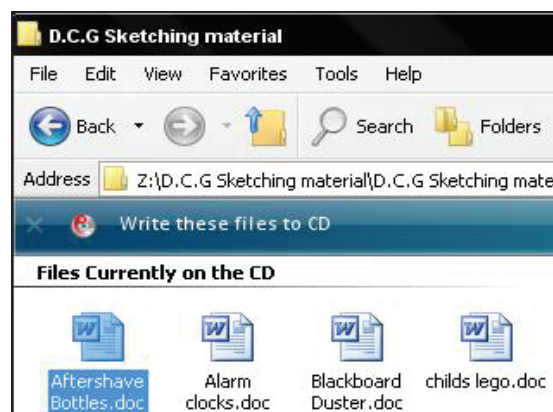 D.C.G Sketching material
File Edit View Favorites Tools Help
Back Search Folders
Address Z:\D.C.G Sketching material\D.C.G Sketching mate
Write these files to CD
Files Currently on the CD
Aftershave Alarm Blackboard childs lego.doc
Bottles.doc clocks.doc Duster.doc